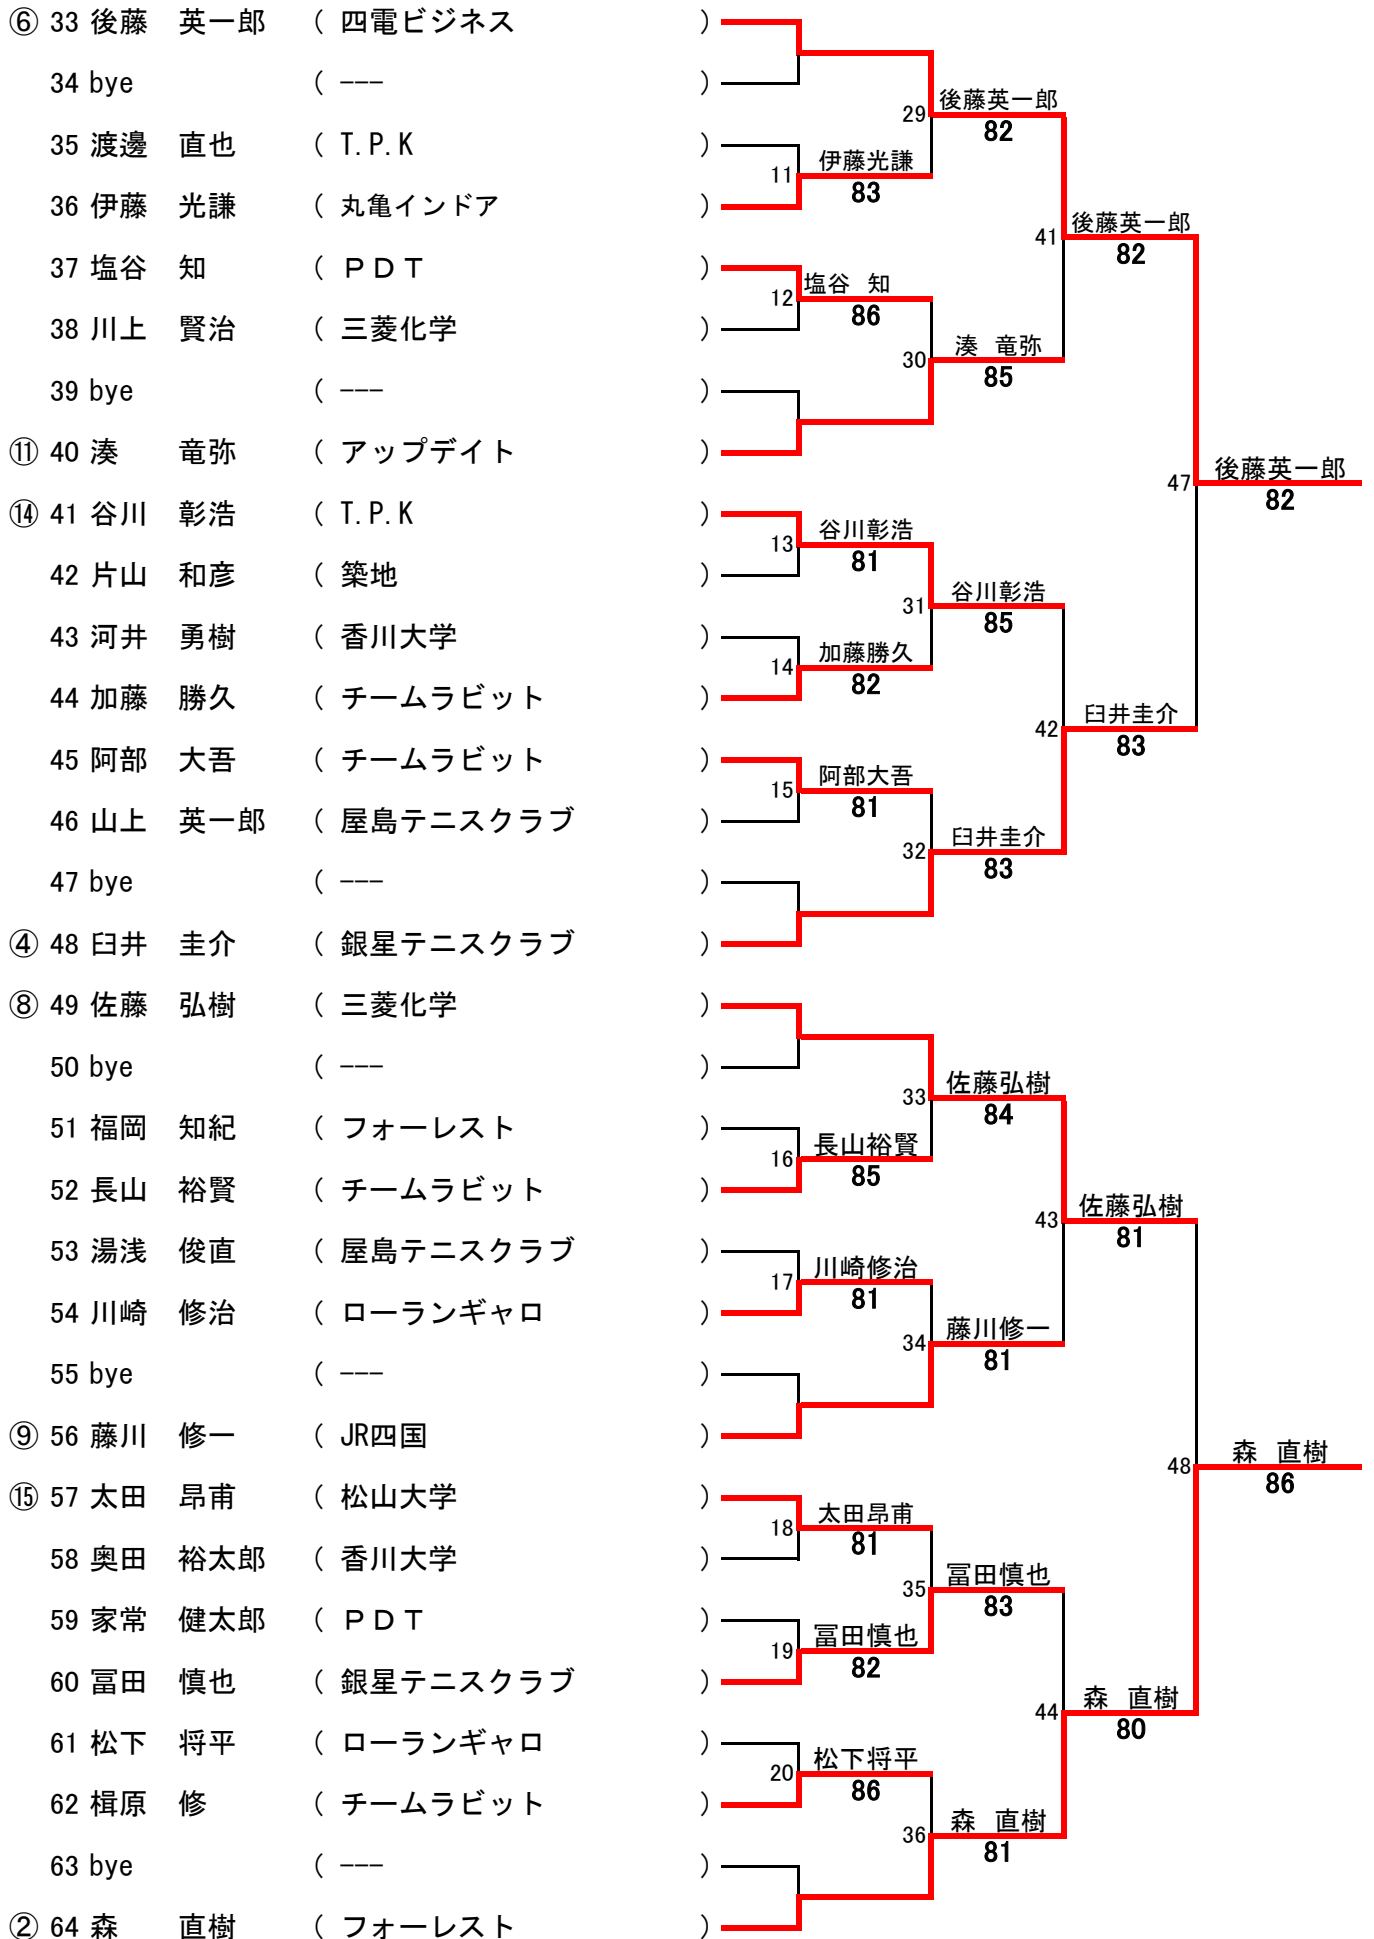 ⑥ 33 後藤　英一郎 ( 四電ビジネス )
34 bye ( --- )
29 後藤英一郎
82
35 渡邊　直也 ( T.P.K )
11 伊藤光謙
83
36 伊藤　光謙 ( 丸亀インドア )
41 後藤英一郎
82
37 塩谷　知 ( ＰＤＴ )
12 塩谷　知
86
38 川上　賢治 ( 三菱化学 )
30 湊　竜弥
85
39 bye ( --- )
⑪ 40 湊　竜弥 ( アップデイト )
47 後藤英一郎
82
⑭ 41 谷川　彰浩 ( T.P.K )
13 谷川彰浩
81
42 片山　和彦 ( 築地 )
31 谷川彰浩
85
43 河井　勇樹 ( 香川大学 )
14 加藤勝久
82
44 加藤　勝久 ( チームラビット )
42 臼井圭介
83
45 阿部　大吾 ( チームラビット )
15 阿部大吾
81
46 山上　英一郎 ( 屋島テニスクラブ )
32 臼井圭介
83
47 bye ( --- )
④ 48 臼井　圭介 ( 銀星テニスクラブ )
⑧ 49 佐藤　弘樹 ( 三菱化学 )
50 bye ( --- )
33 佐藤弘樹
84
51 福岡　知紀 ( フォーレスト )
16 長山裕賢
85
52 長山　裕賢 ( チームラビット )
43 佐藤弘樹
81
53 湯浅　俊直 ( 屋島テニスクラブ )
17 川崎修治
81
54 川崎　修治 ( ローランギャロ )
34 藤川修一
81
55 bye ( --- )
⑨ 56 藤川　修一 ( JR四国 )
48 森　直樹
86
⑮ 57 太田　昂甫 ( 松山大学 )
18 太田昂甫
81
58 奥田　裕太郎 ( 香川大学 )
35 冨田慎也
83
59 家常　健太郎 ( ＰＤＴ )
19 冨田慎也
82
60 冨田　慎也 ( 銀星テニスクラブ )
44 森　直樹
80
61 松下　将平 ( ローランギャロ )
20 松下将平
86
62 楫原　修 ( チームラビット )
36 森　直樹
81
63 bye ( --- )
② 64 森　直樹 ( フォーレスト )